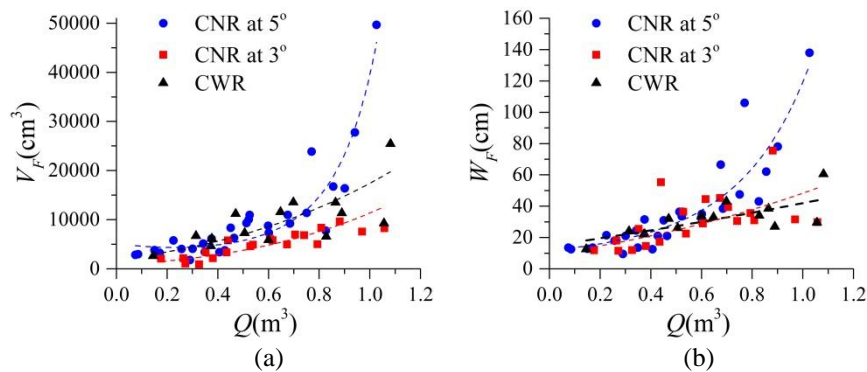 CNR at 5°
CNR at 3°
CWR
V_F(cm³)
50000
40000
30000
20000
10000
0
0.0 0.2 0.4 0.6 0.8 1.0 1.2
Q(m³)
(a)
CNR at 5°
CNR at 3°
CWR
W_F(cm)
160
140
120
100
80
60
40
20
0
0.0 0.2 0.4 0.6 0.8 1.0 1.2
Q(m³)
(b)